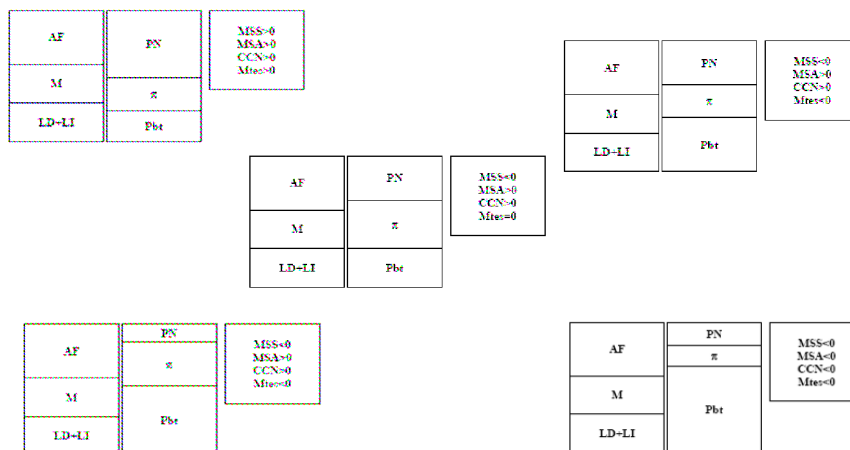 AF
M
LD+LI
PN
π
Pbt
MSS>0
MSA>0
CCN>0
Mtes>0
AF
M
LD+LI
PN
π
Pbt
MSS<0
MSA>0
CCN>0
Mtes<0
AF
M
LD+LI
PN
π
Pbt
MSS<0
MSA>0
CCN>0
Mtes=0
AF
M
LD+LI
PN
π
Pbt
MSS<0
MSA>0
CCN>0
Mtes<0
AF
M
LD+LI
PN
π
Pbt
MSS<0
MSA<0
CCN<0
Mtes<0